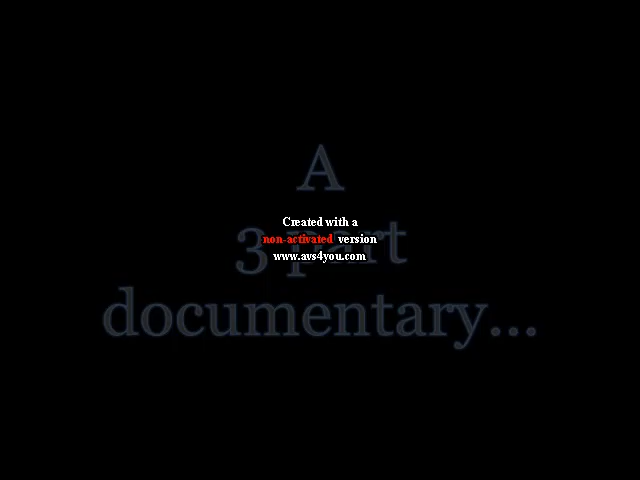 A
Created with a
3 part
non-activated version
www.avs4you.com
documentary...